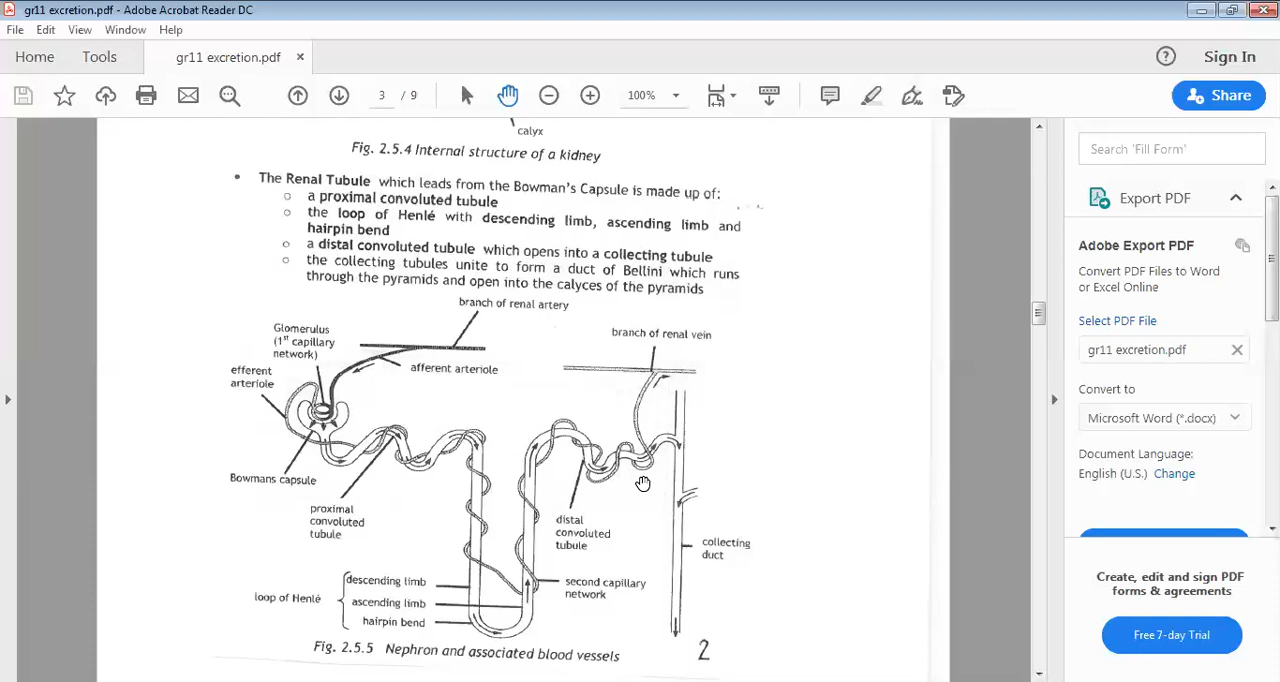 gr11 excretion.pdf - Adobe Acrobat Reader DC
File Edit View Window Help
Home Tools gr11 excretion.pdf × Sign In
3 / 9 100% Share
calyx
Fig. 2.5.4 Internal structure of a kidney
• The Renal Tubule which leads from the Bowman's Capsule is made up of:
o a proximal convoluted tubule
o the loop of Henlé with descending limb, ascending limb and
hairpin bend
o a distal convoluted tubule which opens into a collecting tubule
o the collecting tubules unite to form a duct of Bellini which runs
through the pyramids and open into the calyces of the pyramids
branch of renal artery
Glomerulus
(1st capillary
network)
branch of renal vein
efferent
arteriole
afferent arteriole
Bowmans capsule
proximal
convoluted
tubule
distal
convoluted
tubule
collecting
duct
second capillary
network
loop of Henlé
descending limb
ascending limb
hairpin bend
Fig. 2.5.5 Nephron and associated blood vessels
2
Search 'Fill Form'
Export PDF
Adobe Export PDF
Convert PDF Files to Word
or Excel Online
Select PDF File
gr11 excretion.pdf
Convert to
Microsoft Word (*.docx)
Document Language:
English (U.S.) Change
Create, edit and sign PDF
forms & agreements
Free 7-day Trial